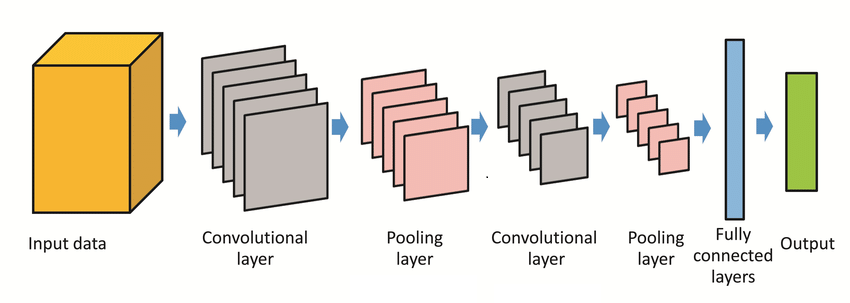 Input data
Convolutional
layer
Pooling
layer
Convolutional
layer
Pooling
layer
Fully
connected
layers
Output